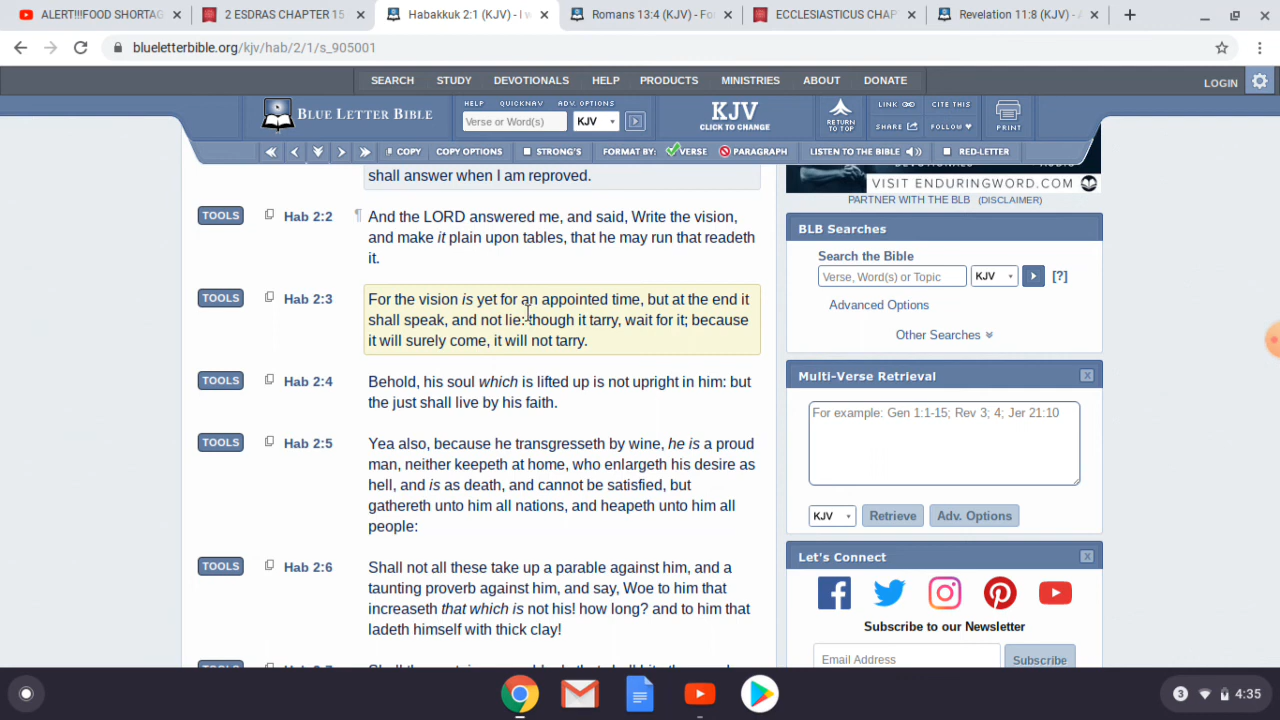 ALERT!!!FOOD SHORTAG
2 ESDRAS CHAPTER 15
Habakkuk 2:1 (KJV) - I w
Romans 13:4 (KJV) - Fo
ECCLESIASTICUS CHAP
Revelation 11:8 (KJV) - A
blueletterbible.org/kjv/hab/2/1/s_905001
SEARCH STUDY DEVOTIONALS HELP PRODUCTS MINISTRIES ABOUT DONATE
LOGIN
BLUE LETTER BIBLE
HELP QUICKNAV ADV. OPTIONS
Verse or Word(s) KJV
KJV
CLICK TO CHANGE
RETURN
TO TOP
LINK CITE THIS
SHARE FOLLOW
PRINT
COPY COPY OPTIONS STRONG'S FORMAT BY: VERSE PARAGRAPH LISTEN TO THE BIBLE RED-LETTER
shall answer when I am reproved.
TOOLS Hab 2:2 ¶ And the LORD answered me, and said, Write the vision,
and make it plain upon tables, that he may run that readeth
it.
TOOLS Hab 2:3 For the vision is yet for an appointed time, but at the end it
shall speak, and not lie: though it tarry, wait for it; because
it will surely come, it will not tarry.
TOOLS Hab 2:4 Behold, his soul which is lifted up is not upright in him: but
the just shall live by his faith.
TOOLS Hab 2:5 Yea also, because he transgresseth by wine, he is a proud
man, neither keepeth at home, who enlargeth his desire as
hell, and is as death, and cannot be satisfied, but
gathereth unto him all nations, and heapeth unto him all
people:
TOOLS Hab 2:6 Shall not all these take up a parable against him, and a
taunting proverb against him, and say, Woe to him that
increaseth that which is not his! how long? and to him that
ladeth himself with thick clay!
VISIT ENDURINGWORD.COM
PARTNER WITH THE BLB (DISCLAIMER)
BLB Searches
Search the Bible
Verse, Word(s) or Topic KJV [?]
Advanced Options
Other Searches
Multi-Verse Retrieval
For example: Gen 1:1-15; Rev 3; 4; Jer 21:10
KJV Retrieve Adv. Options
Let's Connect
Subscribe to our Newsletter
Email Address Subscribe
3 4:35